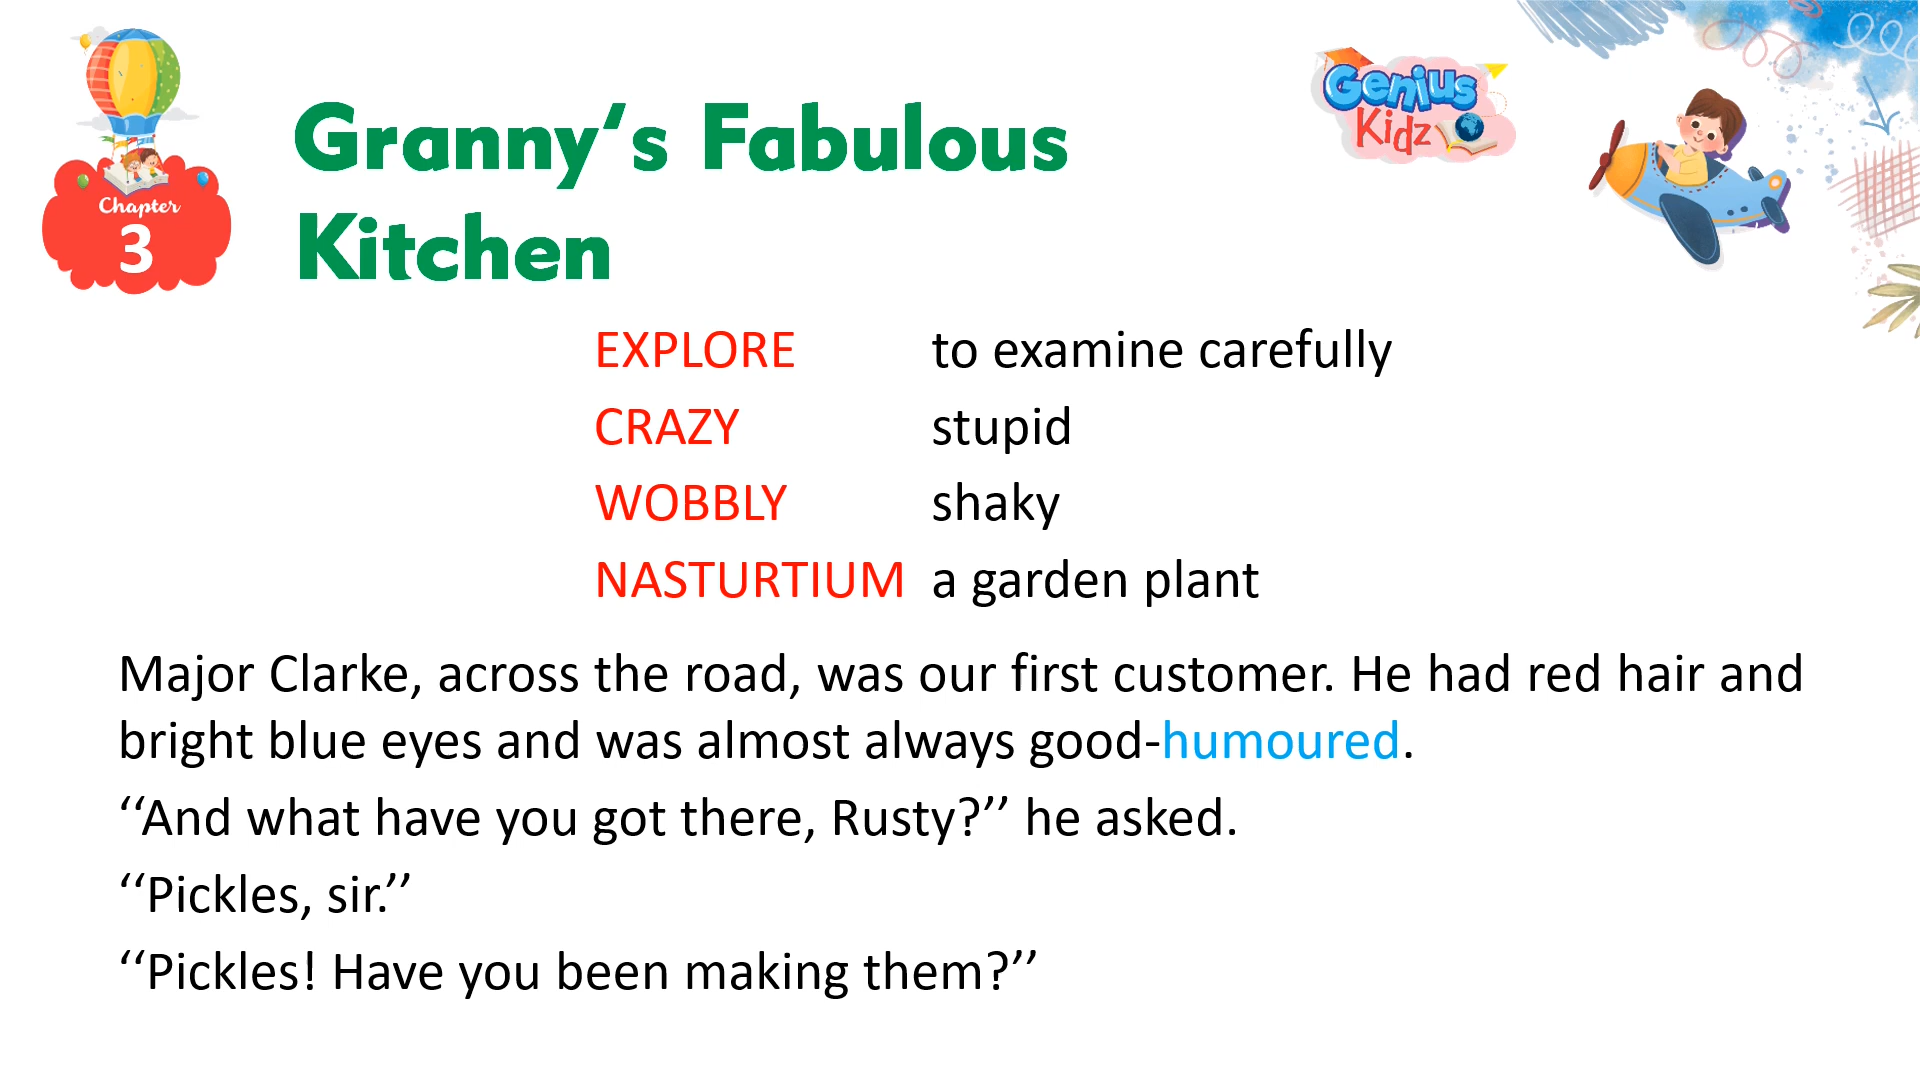 Chapter
3
Granny‘s Fabulous
Kitchen
Genius
Kidz
EXPLORE to examine carefully
CRAZY stupid
WOBBLY shaky
NASTURTIUM a garden plant
Major Clarke, across the road, was our first customer. He had red hair and
bright blue eyes and was almost always good-humoured.
‘‘And what have you got there, Rusty?’’ he asked.
‘‘Pickles, sir.’’
‘‘Pickles! Have you been making them?’’